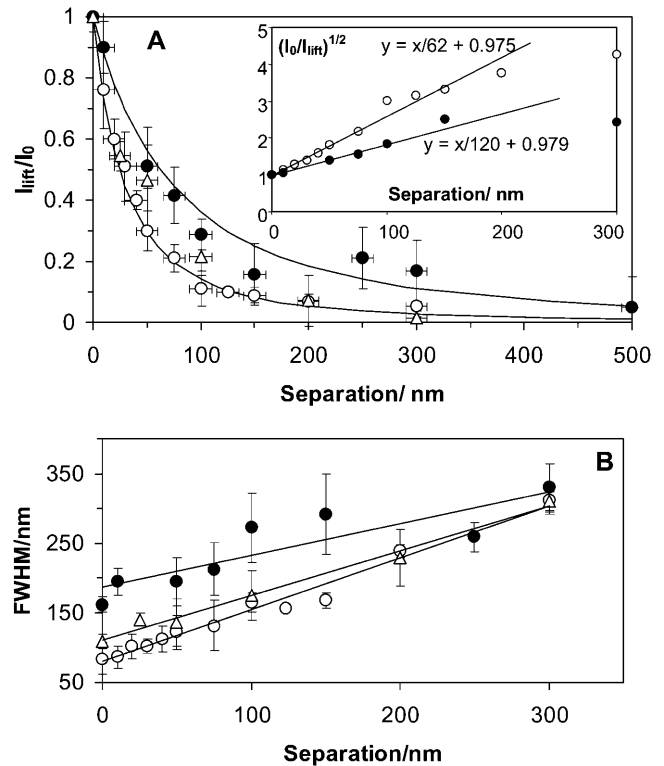 A
(I0/Ilift)1/2
y = x/62 + 0.975
y = x/120 + 0.979
Separation/ nm
5
4
3
2
1
0
0 100 200 300
Ilift/I0
1
0.8
0.6
0.4
0.2
0
0 100 200 300 400 500
Separation/ nm
B
FWHM/nm
350
250
150
50
0 100 200 300
Separation/nm